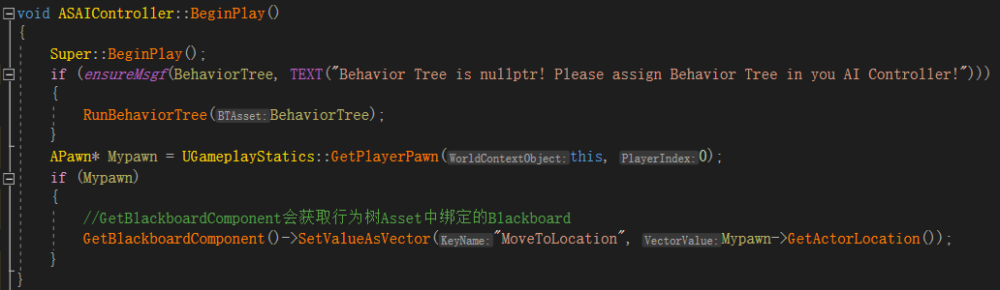 void ASAIController::BeginPlay()
{
Super::BeginPlay();
if (ensureMsgf(BehaviorTree, TEXT("Behavior Tree is nullptr! Please assign Behavior Tree in you AI Controller!")))
{
RunBehaviorTree(BTAsset:BehaviorTree);
}
APawn* Mypawn = UGameplayStatics::GetPlayerPawn(WorldContextObject:this, PlayerIndex:0);
if (Mypawn)
{
//GetBlackboardComponent会获取行为树Asset中绑定的Blackboard
GetBlackboardComponent()->SetValueAsVector(KeyName:"MoveToLocation", VectorValue:Mypawn->GetActorLocation());
}
}